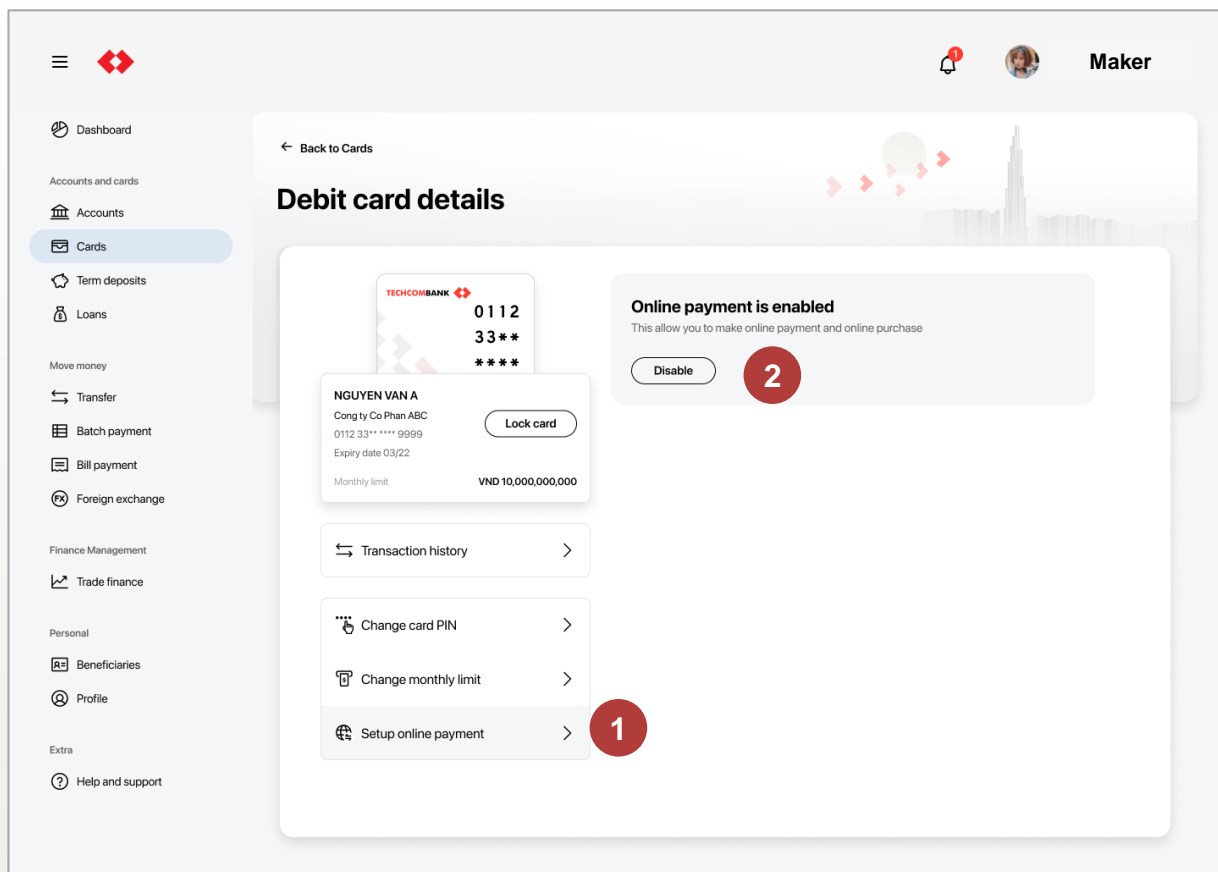 1
Maker
Dashboard
Accounts and cards
Accounts
Cards
Term deposits
Loans
Move money
Transfer
Batch payment
Bill payment
FX
Foreign exchange
Finance Management
Trade finance
Personal
Beneficiaries
Profile
Extra
?
Help and support
Back to Cards
Debit card details
TECHCOMBANK
0112
33**
****
NGUYEN VAN A
Cong ty Co Phan ABC
0112 33** **** 9999
Expiry date 03/22
Lock card
Monthly limit VND 10,000,000,000
Transaction history
Change card PIN
Change monthly limit
Setup online payment
1
Online payment is enabled
This allow you to make online payment and online purchase
Disable
2